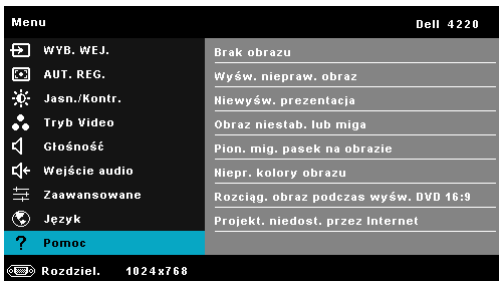 Menu
Dell 4220
WYB. WEJ.
AUT. REG.
Jasn./Kontr.
Tryb Video
Głośność
Wejście audio
Zaawansowane
Język
? Pomoc
Brak obrazu
Wyśw. niepraw. obraz
Niewyśw. prezentacja
Obraz niestab. lub miga
Pion. mig. pasek na obrazie
Niepr. kolory obrazu
Rozciąg. obraz podczas wyśw. DVD 16:9
Projekt. niedost. przez Internet
Rozdziel. 1024x768